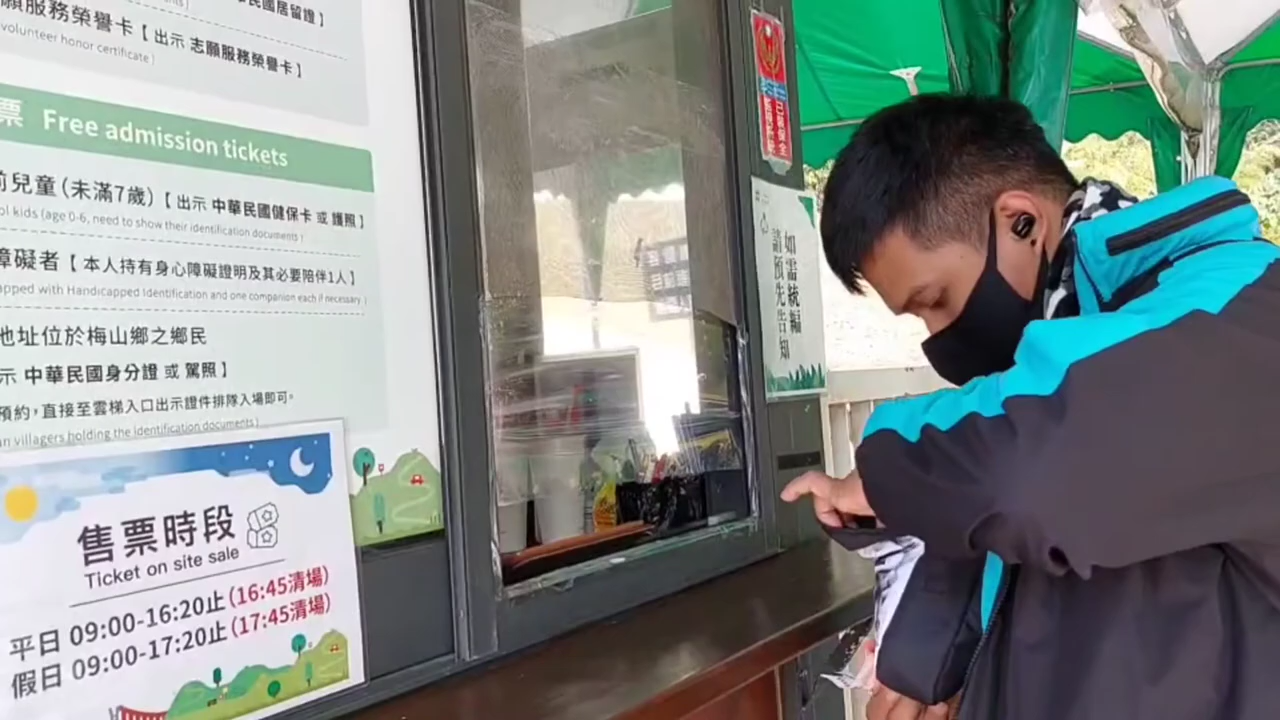 民國居留證】
願服務榮譽卡【出示 志願服務榮譽卡】
volunteer honor certificate)
票 Free admission tickets
前兒童(未滿7歲)【出示 中華民國健保卡 或 護照】
ol kids (age 0-6, need to show their identification documents)
障礙者【本人持有身心障礙證明及其必要陪伴1人】
apped with Handicapped Identification and one companion each if necessary)
地址位於梅山鄉之鄉民
示 中華民國身分證 或 駕照】
預約，直接至雲梯入口出示證件排隊入場即可。
an villagers holding the identification documents)
售票時段
Ticket on site sale
平日 09:00-16:20止(16:45清場)
假日 09:00-17:20止(17:45清場)
如需統編
請預先告知